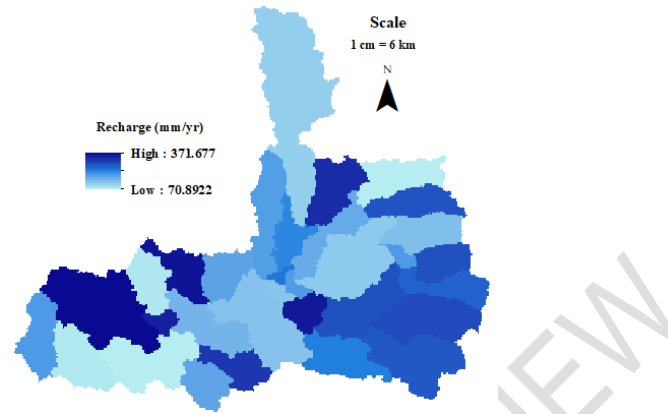 Scale
1 cm = 6 km
N
Recharge (mm/yr)
High : 371.677
Low : 70.8922